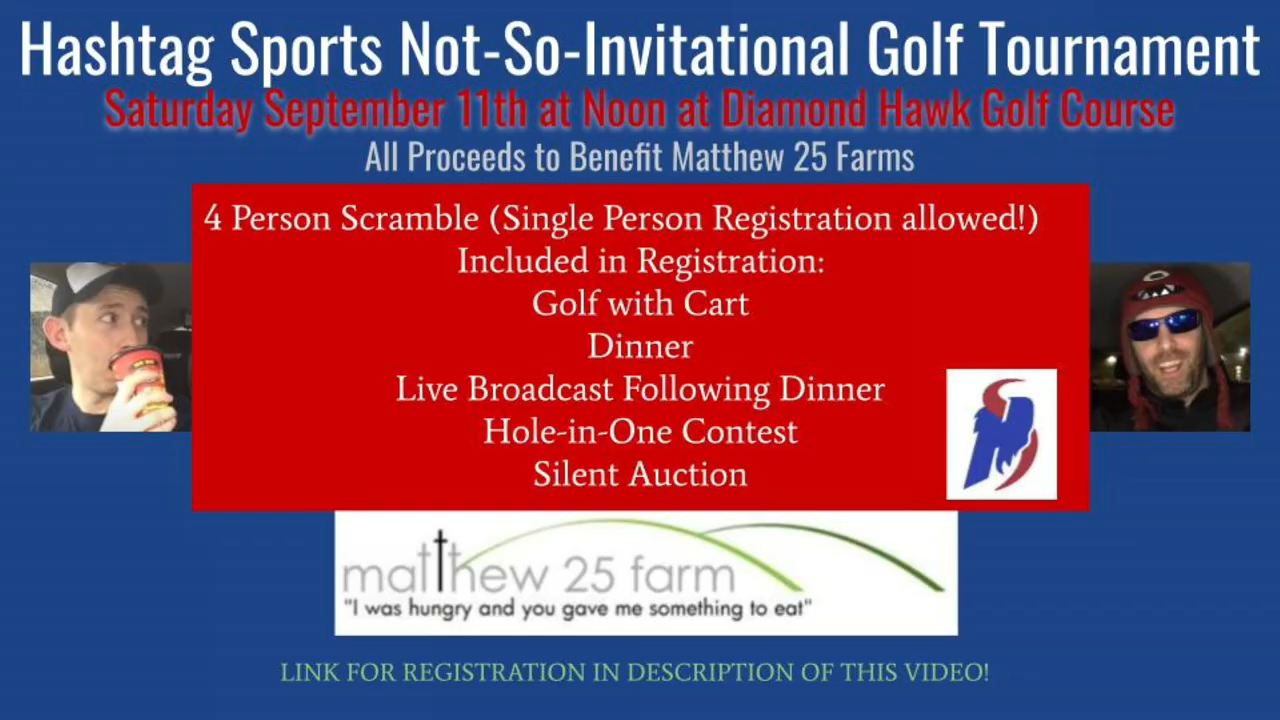 Hashtag Sports Not-So-Invitational Golf Tournament
Saturday September 11th at Noon at Diamond Hawk Golf Course
All Proceeds to Benefit Matthew 25 Farms
4 Person Scramble (Single Person Registration allowed!)
Included in Registration:
Golf with Cart
Dinner
Live Broadcast Following Dinner
Hole-in-One Contest
Silent Auction
matthew 25 farm
"I was hungry and you gave me something to eat"
LINK FOR REGISTRATION IN DESCRIPTION OF THIS VIDEO!